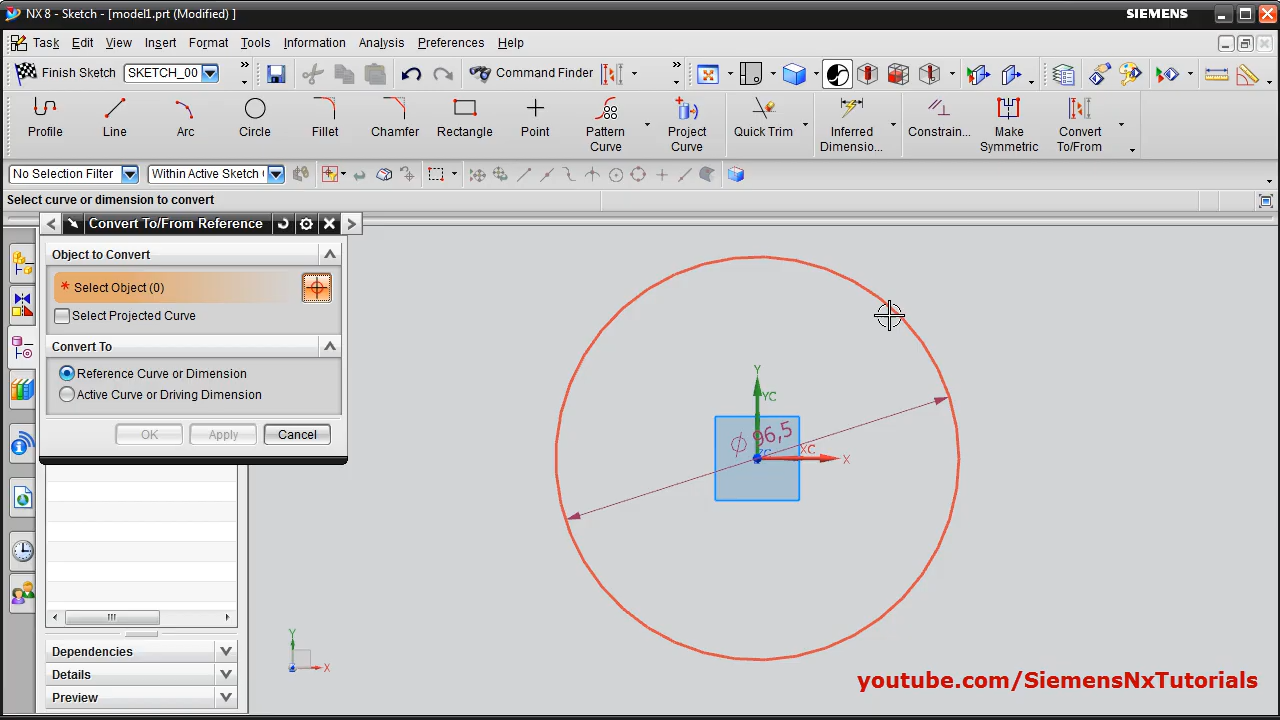 NX 8 - Sketch - [model1.prt (Modified) ]
SIEMENS
Task Edit View Insert Format Tools Information Analysis Preferences Help
Finish Sketch SKETCH_00 Command Finder
Profile Line Arc Circle Fillet Chamfer Rectangle Point Pattern Curve Project Curve Quick Trim Inferred Dimensio... Constrain... Make Symmetric Convert To/From
No Selection Filter Within Active Sketch
Select curve or dimension to convert
Convert To/From Reference
Object to Convert
* Select Object (0)
Select Projected Curve
Convert To
Reference Curve or Dimension
Active Curve or Driving Dimension
OK Apply Cancel
Y
YC
∅ 96,5
XC
X
ZC
Y
X
Dependencies
Details
Preview
youtube.com/SiemensNxTutorials